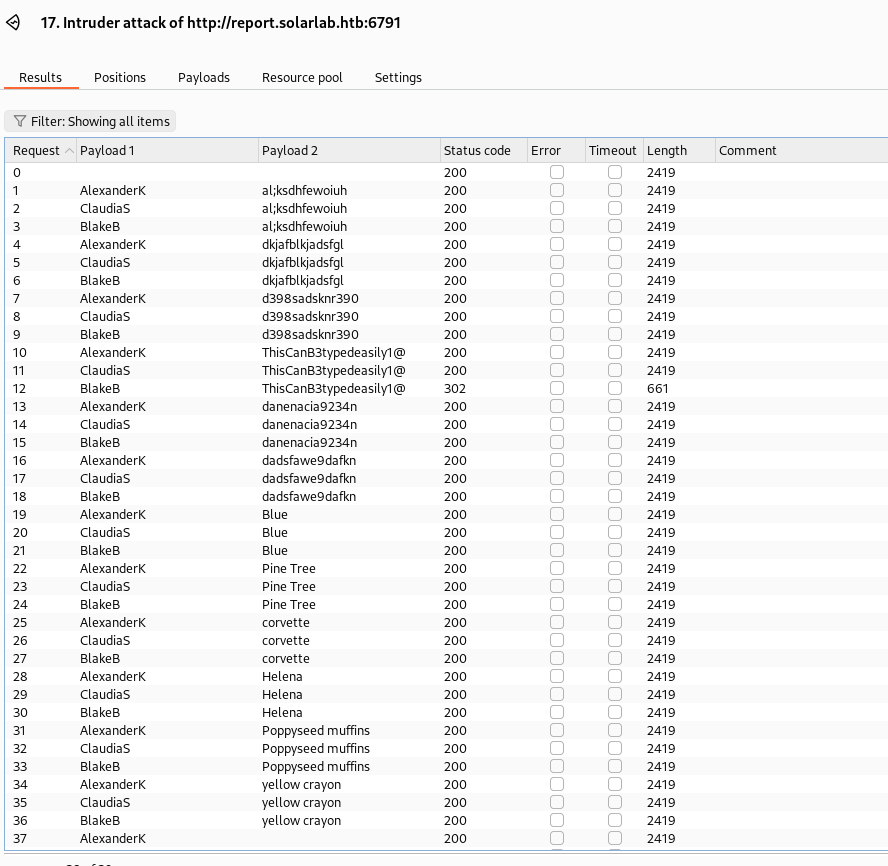 17. Intruder attack of http://report.solarlab.htb:6791
Results Positions Payloads Resource pool Settings
Filter: Showing all items
Request Payload 1 Payload 2 Status code Error Timeout Length Comment
0 200 2419
1 AlexanderK al;ksdhfewoiuh 200 2419
2 ClaudiaS al;ksdhfewoiuh 200 2419
3 BlakeB al;ksdhfewoiuh 200 2419
4 AlexanderK dkjafblkjadsfgl 200 2419
5 ClaudiaS dkjafblkjadsfgl 200 2419
6 BlakeB dkjafblkjadsfgl 200 2419
7 AlexanderK d398sadsknr390 200 2419
8 ClaudiaS d398sadsknr390 200 2419
9 BlakeB d398sadsknr390 200 2419
10 AlexanderK ThisCanB3typedeasily1@ 200 2419
11 ClaudiaS ThisCanB3typedeasily1@ 200 2419
12 BlakeB ThisCanB3typedeasily1@ 302 661
13 AlexanderK danenacia9234n 200 2419
14 ClaudiaS danenacia9234n 200 2419
15 BlakeB danenacia9234n 200 2419
16 AlexanderK dadsfawe9dafkn 200 2419
17 ClaudiaS dadsfawe9dafkn 200 2419
18 BlakeB dadsfawe9dafkn 200 2419
19 AlexanderK Blue 200 2419
20 ClaudiaS Blue 200 2419
21 BlakeB Blue 200 2419
22 AlexanderK Pine Tree 200 2419
23 ClaudiaS Pine Tree 200 2419
24 BlakeB Pine Tree 200 2419
25 AlexanderK corvette 200 2419
26 ClaudiaS corvette 200 2419
27 BlakeB corvette 200 2419
28 AlexanderK Helena 200 2419
29 ClaudiaS Helena 200 2419
30 BlakeB Helena 200 2419
31 AlexanderK Poppyseed muffins 200 2419
32 ClaudiaS Poppyseed muffins 200 2419
33 BlakeB Poppyseed muffins 200 2419
34 AlexanderK yellow crayon 200 2419
35 ClaudiaS yellow crayon 200 2419
36 BlakeB yellow crayon 200 2419
37 AlexanderK 200 2419